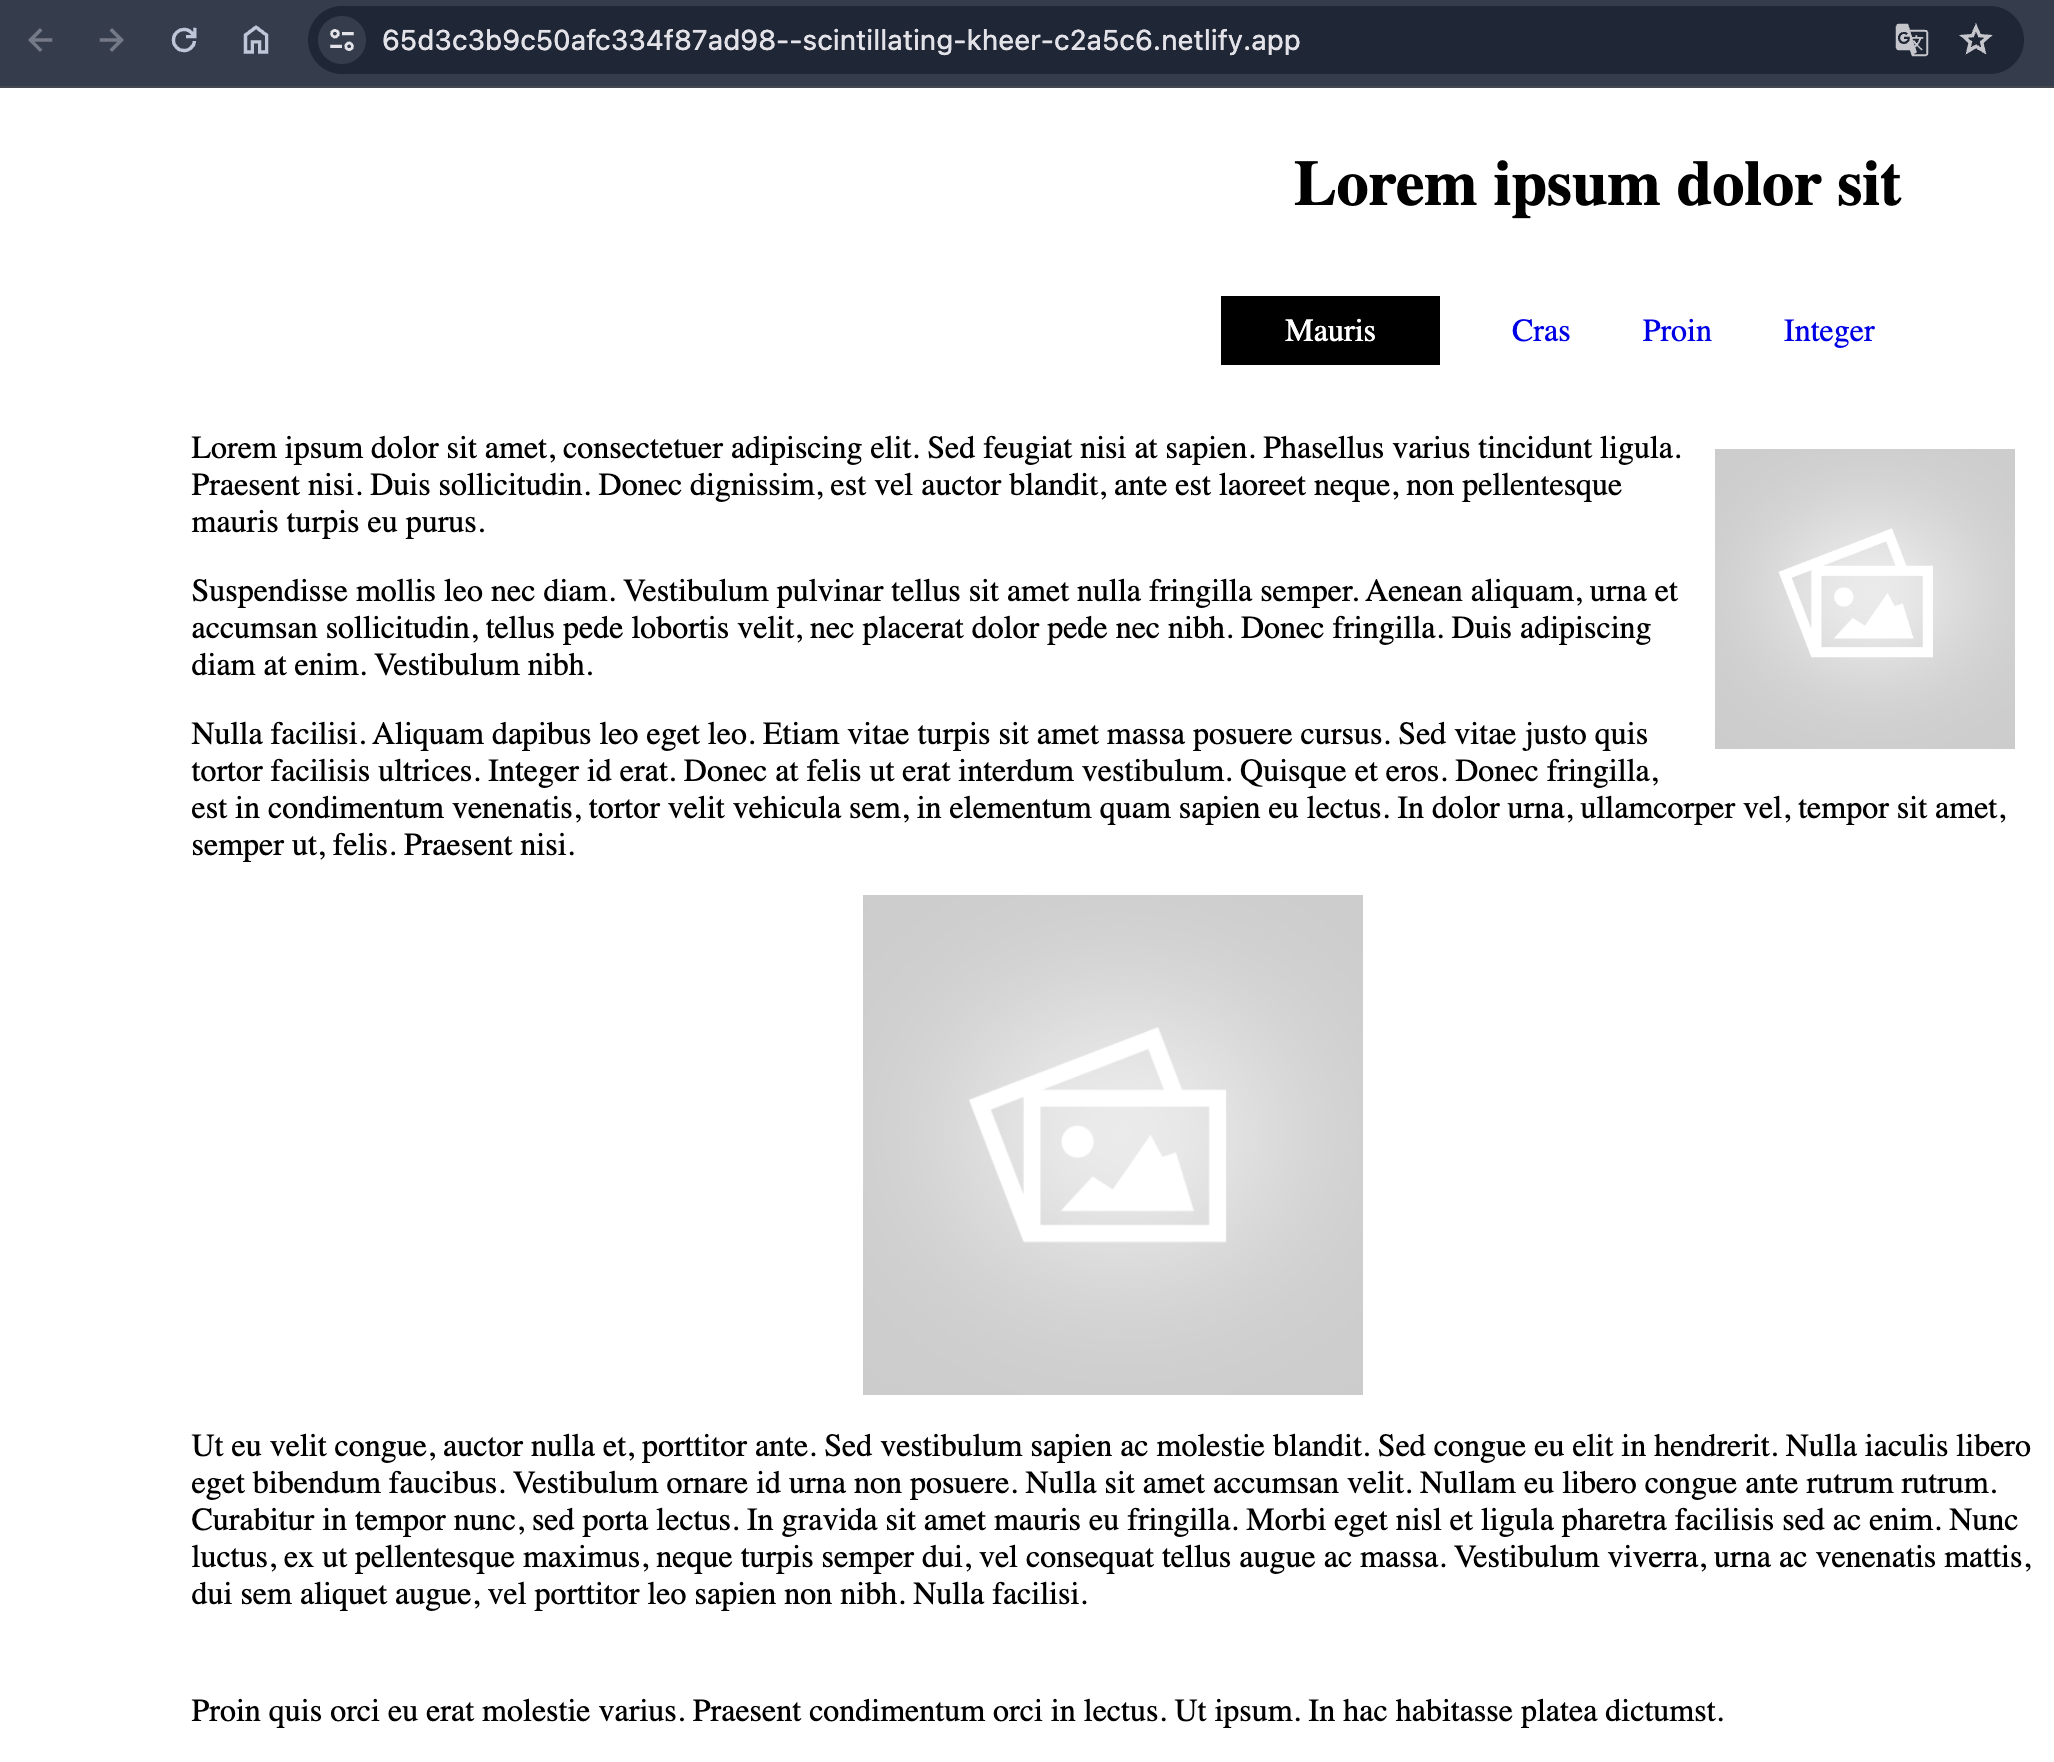 65d3c3b9c50afc334f87ad98--scintillating-kheer-c2a5c6.netlify.app
Lorem ipsum dolor sit
Mauris Cras Proin Integer
Lorem ipsum dolor sit amet, consectetuer adipiscing elit. Sed feugiat nisi at sapien. Phasellus varius tincidunt ligula.
Praesent nisi. Duis sollicitudin. Donec dignissim, est vel auctor blandit, ante est laoreet neque, non pellentesque
mauris turpis eu purus.
Suspendisse mollis leo nec diam. Vestibulum pulvinar tellus sit amet nulla fringilla semper. Aenean aliquam, urna et
accumsan sollicitudin, tellus pede lobortis velit, nec placerat dolor pede nec nibh. Donec fringilla. Duis adipiscing
diam at enim. Vestibulum nibh.
Nulla facilisi. Aliquam dapibus leo eget leo. Etiam vitae turpis sit amet massa posuere cursus. Sed vitae justo quis
tortor facilisis ultrices. Integer id erat. Donec at felis ut erat interdum vestibulum. Quisque et eros. Donec fringilla,
est in condimentum venenatis, tortor velit vehicula sem, in elementum quam sapien eu lectus. In dolor urna, ullamcorper vel, tempor sit amet,
semper ut, felis. Praesent nisi.
Ut eu velit congue, auctor nulla et, porttitor ante. Sed vestibulum sapien ac molestie blandit. Sed congue eu elit in hendrerit. Nulla iaculis libero
eget bibendum faucibus. Vestibulum ornare id urna non posuere. Nulla sit amet accumsan velit. Nullam eu libero congue ante rutrum rutrum.
Curabitur in tempor nunc, sed porta lectus. In gravida sit amet mauris eu fringilla. Morbi eget nisl et ligula pharetra facilisis sed ac enim. Nunc
luctus, ex ut pellentesque maximus, neque turpis semper dui, vel consequat tellus augue ac massa. Vestibulum viverra, urna ac venenatis mattis,
dui sem aliquet augue, vel porttitor leo sapien non nibh. Nulla facilisi.
Proin quis orci eu erat molestie varius. Praesent condimentum orci in lectus. Ut ipsum. In hac habitasse platea dictumst.